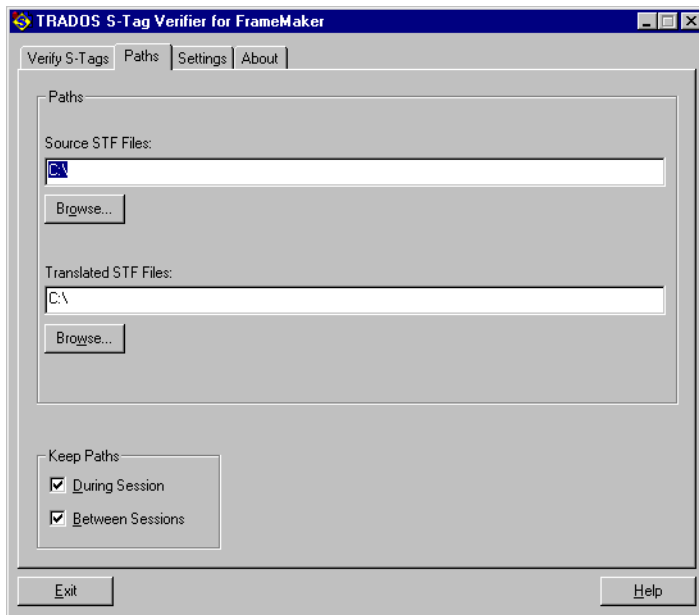 TRADOS S-Tag Verifier for FrameMaker
Verify S-Tags Paths Settings About
Paths
Source STF Files:
C:\
Browse...
Translated STF Files:
C:\
Browse...
Keep Paths
During Session
Between Sessions
Exit Help